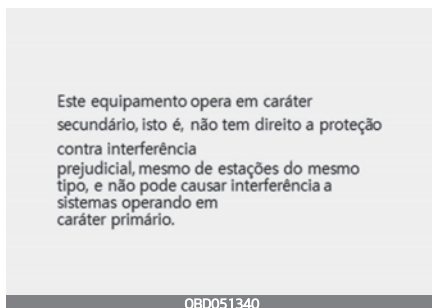 Este equipamento opera em caráter
secundário, isto é, não tem direito a proteção
contra interferência
prejudicial, mesmo de estações do mesmo
tipo, e não pode causar interferência a
sistemas operando em
caráter primário.
OBD051340